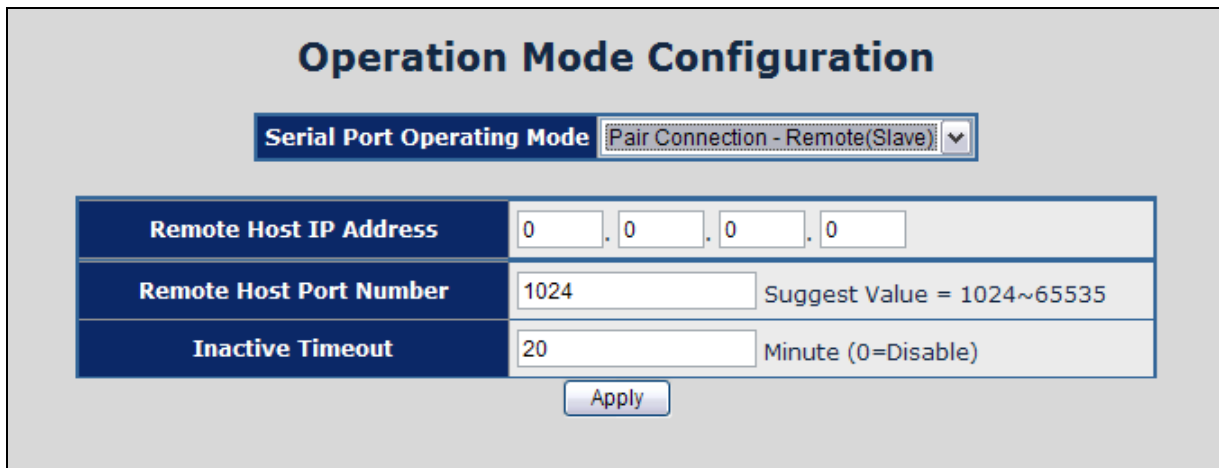 Operation Mode Configuration
Serial Port Operating Mode Pair Connection - Remote(Slave)
Remote Host IP Address 0 . 0 . 0 . 0
Remote Host Port Number 1024 Suggest Value = 1024~65535
Inactive Timeout 20 Minute (0=Disable)
Apply